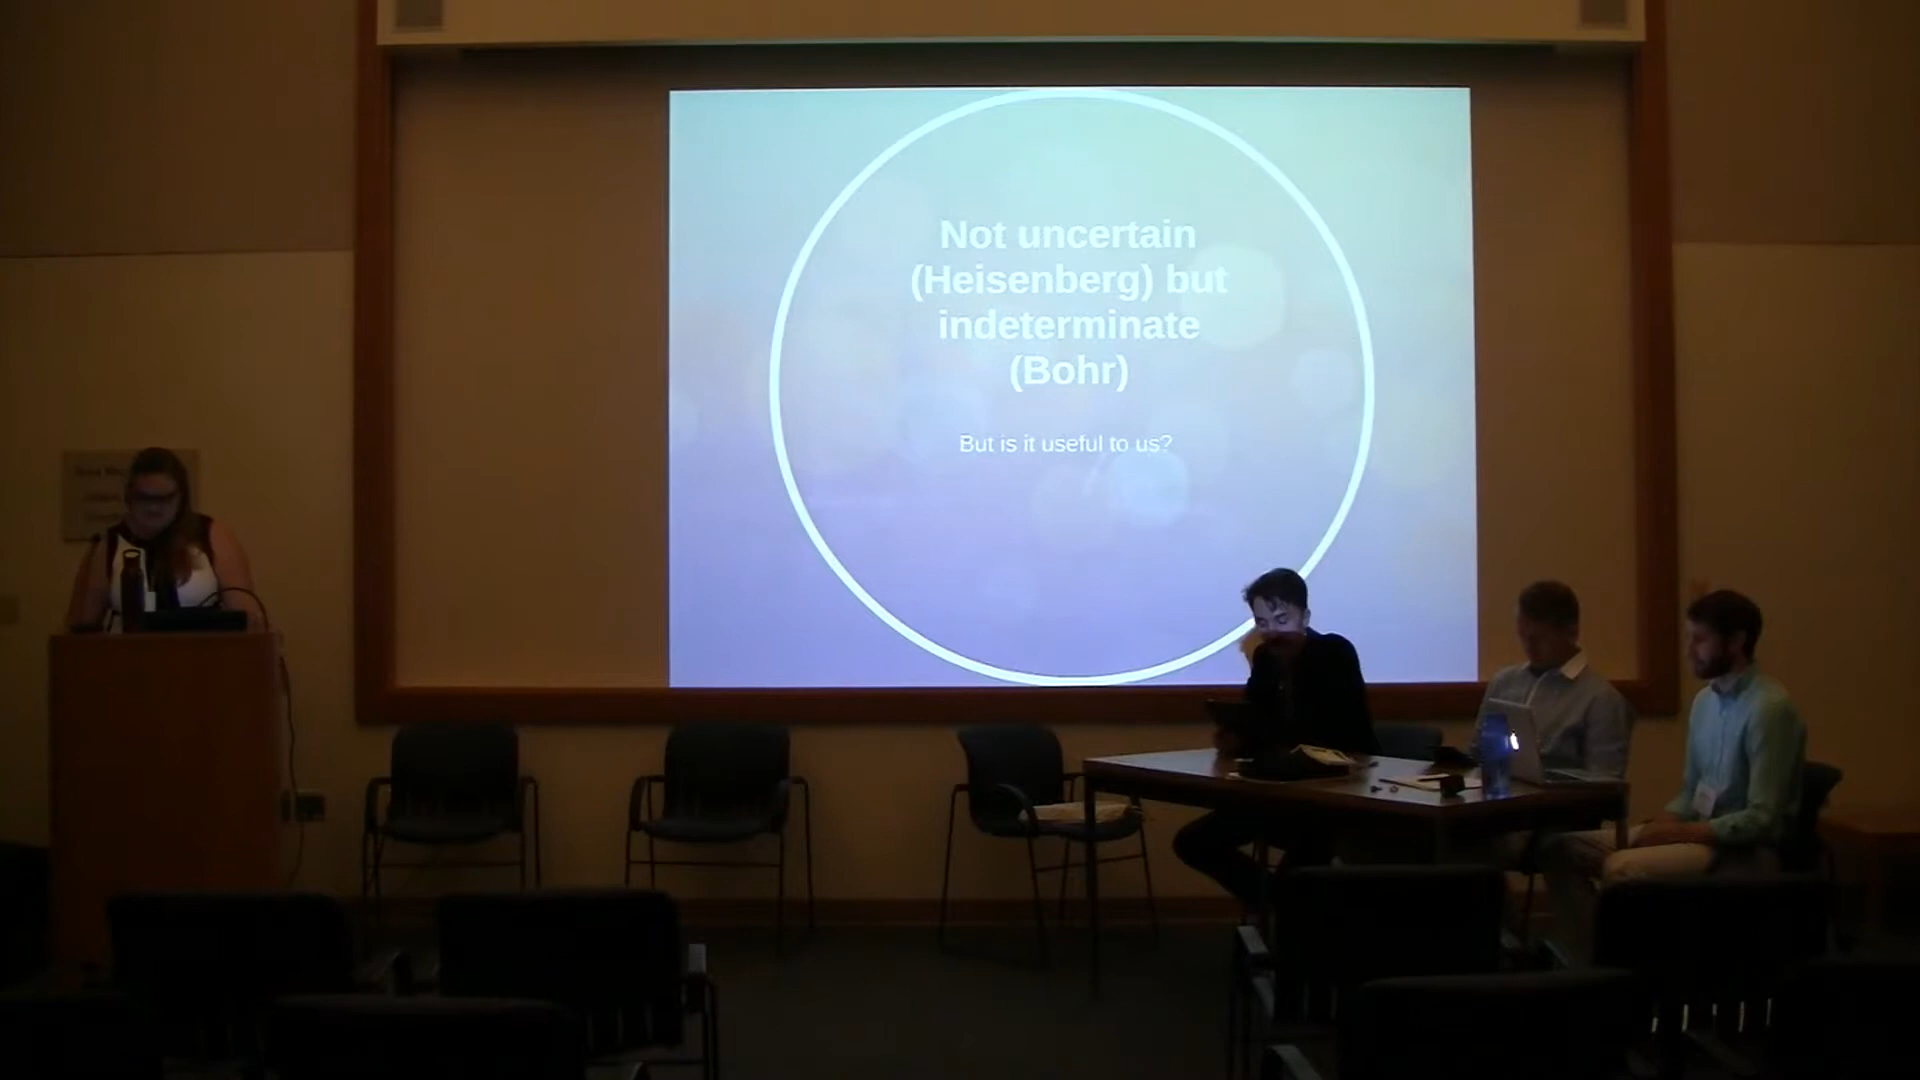 Not uncertain
(Heisenberg) but
indeterminate
(Bohr)
But is it useful to us?